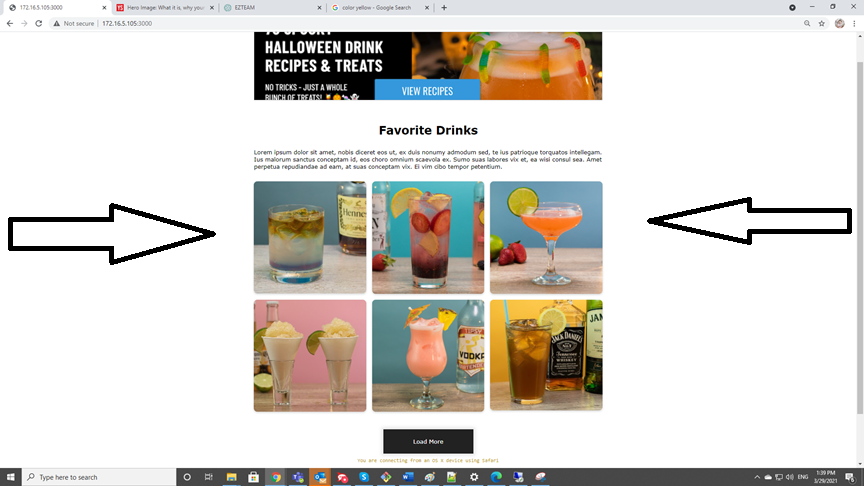 172.16.5.105:3000
Hero Image: What it is, why you
EZTEAM
color yellow - Google Search
Not secure
172.16.5.105:3000
HALLOWEEN DRINK
RECIPES & TREATS
NO TRICKS - JUST A WHOLE
BUNCH OF TREATS!
VIEW RECIPES
Favorite Drinks
Lorem ipsum dolor sit amet, nobis diceret eos ut, ex duis nonumy admodum sed, te ius patrioque torquatos intellegam.
Ius malorum sanctus conceptam id, eos choro omnium scaevola ex. Sumo suas labores vix et, ea wisi consul sea. Amet
perpetua repudiandae ad eam, at suas conceptam vix. Ei vim cibo tempor petentium.
Hennessy
VODKA
JACK DANIEL'S
Tennessee
WHISKEY
Load More
You are connecting from an OS X device using Safari
Type here to search
ENG
1:39 PM
3/29/2021